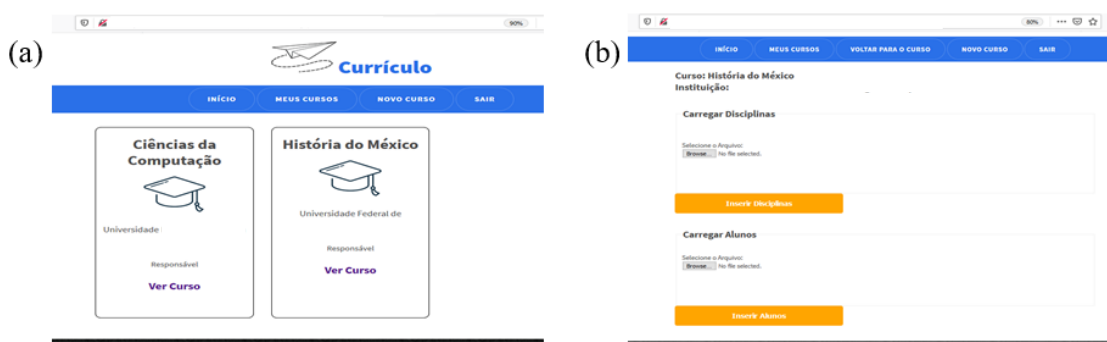 (a)
90%
Currículo
INÍCIO MEUS CURSOS NOVO CURSO SAIR
Ciências da
Computação
Universidade
Responsável
Ver Curso
História do México
Universidade Federal de
Responsável
Ver Curso
(b)
80%
INÍCIO MEUS CURSOS VOLTAR PARA O CURSO NOVO CURSO SAIR
Curso: História do México
Instituição:
Carregar Disciplinas
Selecione o Arquivo:
Browse... No file selected.
Inserir Disciplinas
Carregar Alunos
Selecione o Arquivo:
Browse... No file selected.
Inserir Alunos